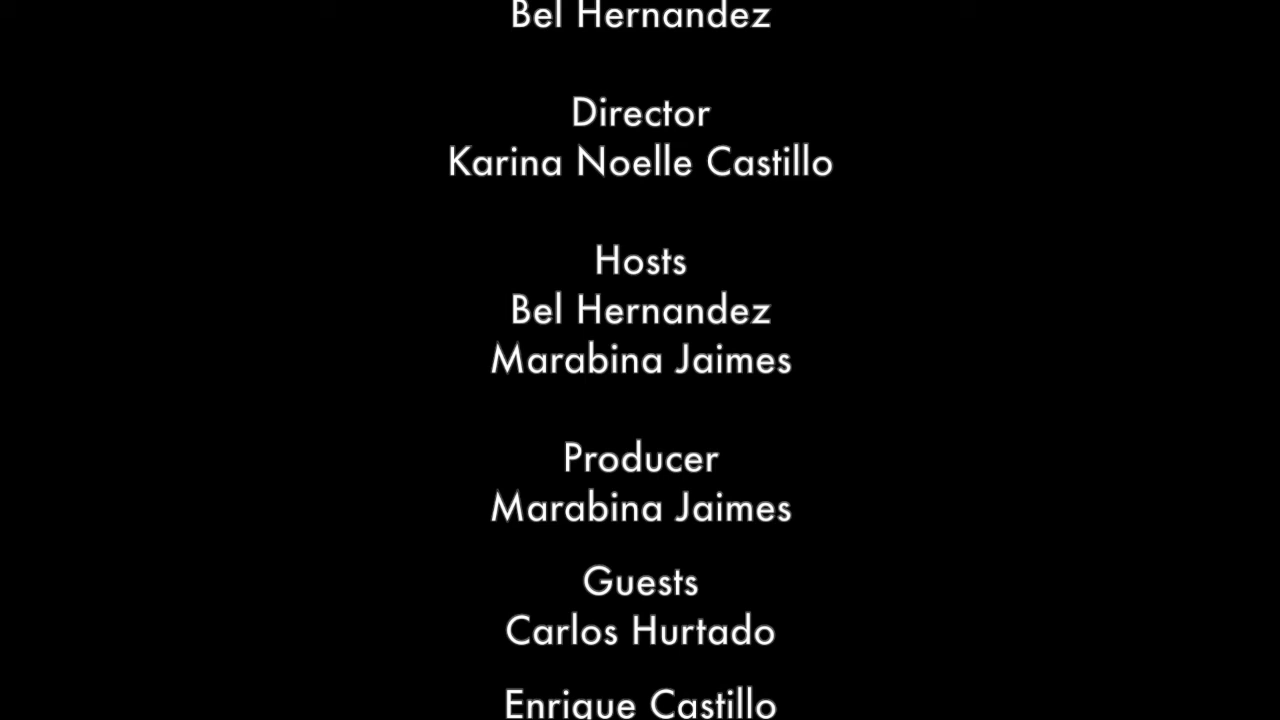 Bel Hernandez
Director
Karina Noelle Castillo
Hosts
Bel Hernandez
Marabina Jaimes
Producer
Marabina Jaimes
Guests
Carlos Hurtado
Enrique Castillo